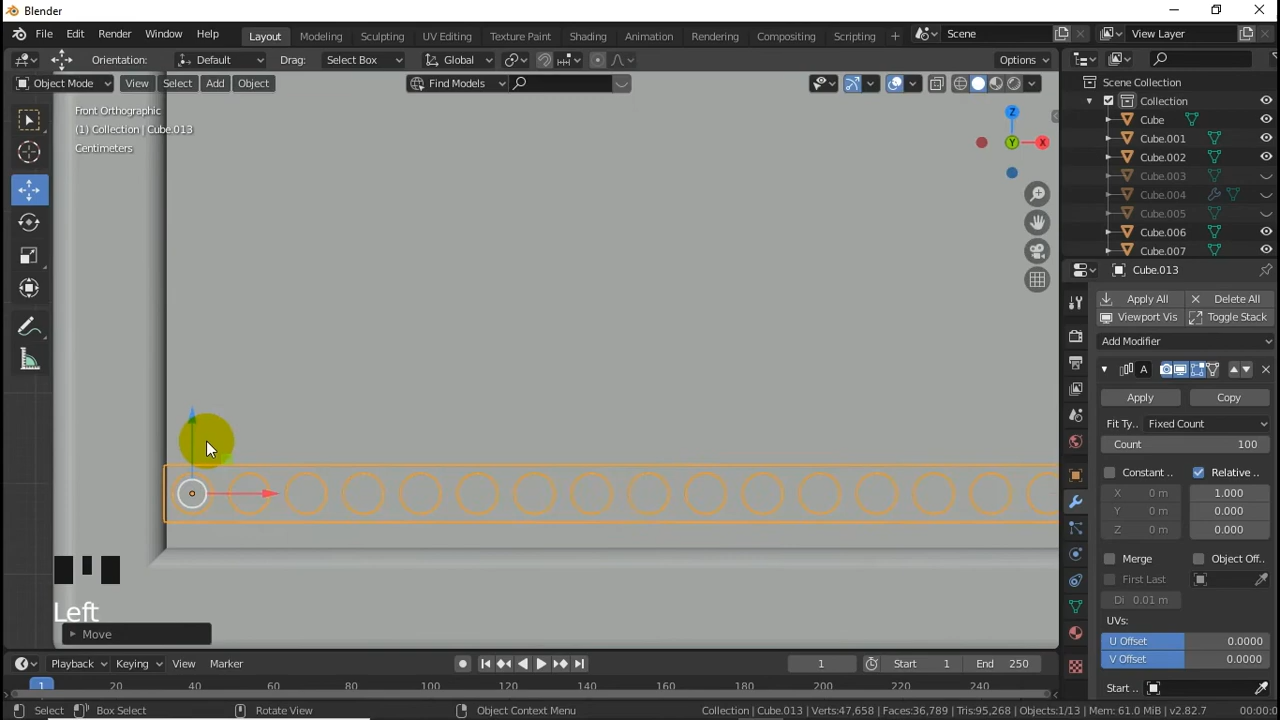 Blender
File Edit Render Window Help Layout Modeling Sculpting UV Editing Texture Paint Shading Animation Rendering Compositing Scripting + Scene View Layer
Orientation: Default Drag: Select Box Global Options
Object Mode View Select Add Object Find Models
Front Orthographic
(1) Collection | Cube.013
Centimeters
Z
Y
X
Left
Move
Scene Collection
Collection
Cube
Cube.001
Cube.002
Cube.003
Cube.004
Cube.005
Cube.006
Cube.007
Cube.013
Apply All Delete All
Viewport Vis Toggle Stack
Add Modifier
A
Apply Copy
Fit Ty.. Fixed Count
Count 100
Constant .. Relative ..
X 0 m 1.000
Y 0 m 0.000
Z 0 m 0.000
Merge Object Off..
First Last
Di 0.01 m
UVs:
U Offset 0.0000
V Offset 0.0000
Start ..
Playback Keying View Marker 1 Start 1 End 250
1 20 40 60 80 100 120 140 160 180 200 220 240
Select Box Select Rotate View Object Context Menu Collection | Cube.013 | Verts:47,658 | Faces:36,789 | Tris:95,268 | Objects:1/13 | Mem: 61.0 MiB | v2.82.7 00:00:0